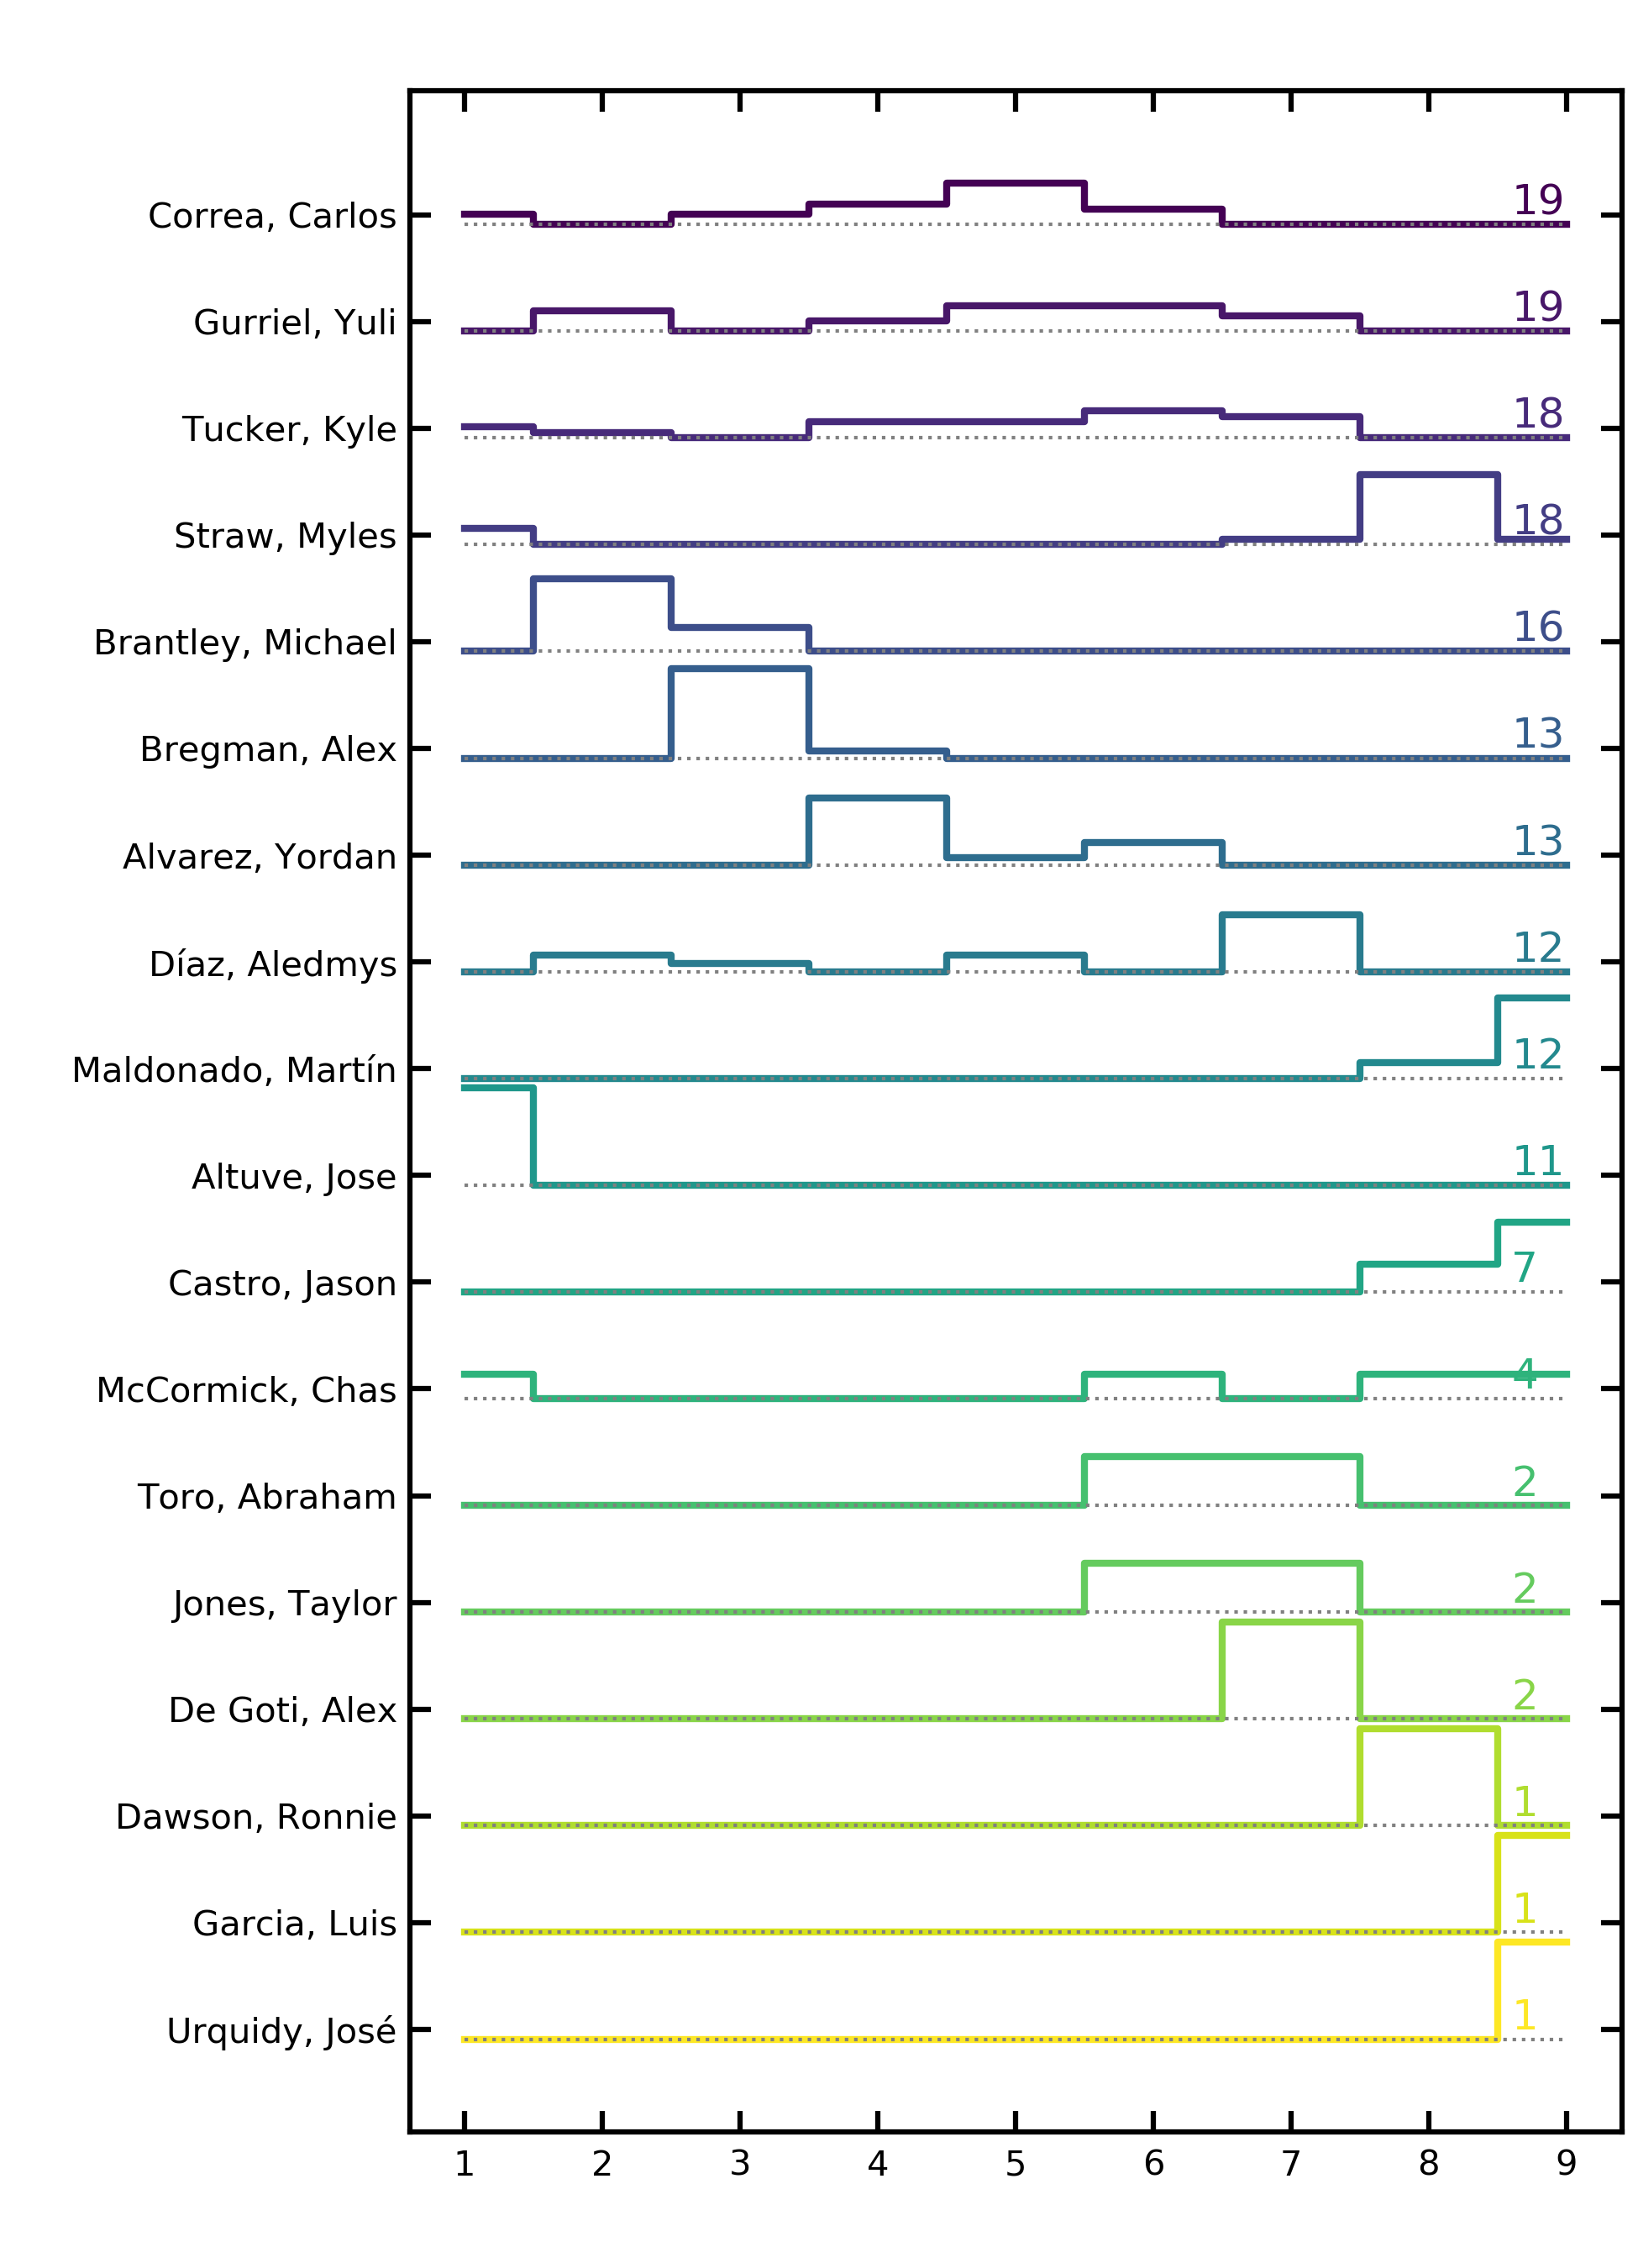 Correa, Carlos 19
Gurriel, Yuli 19
Tucker, Kyle 18
Straw, Myles 18
Brantley, Michael 16
Bregman, Alex 13
Alvarez, Yordan 13
Díaz, Aledmys 12
Maldonado, Martín 12
Altuve, Jose 11
Castro, Jason 7
McCormick, Chas 4
Toro, Abraham 2
Jones, Taylor 2
De Goti, Alex 2
Dawson, Ronnie 1
Garcia, Luis 1
Urquidy, José 1
1 2 3 4 5 6 7 8 9